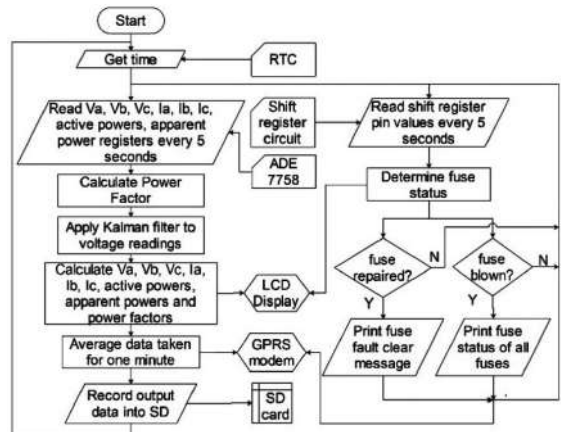 Start
Get time
RTC
Read Va, Vb, Vc, Ia, Ib, Ic,
active powers, apparent
power registers every 5
seconds
Shift
register
circuit
Read shift register
pin values every 5
seconds
ADE
7758
Calculate Power
Factor
Determine fuse
status
Apply Kalman filter to
voltage readings
Calculate Va, Vb, Vc, Ia,
Ib, Ic, active powers,
apparent powers and
power factors
LCD
Display
fuse
repaired?
N
fuse
blown?
N
Y
Y
Average data taken
for one minute
GPRS
modem
Print fuse
fault clear
message
Print fuse
status of all
fuses
Record output
data into SD
SD
card